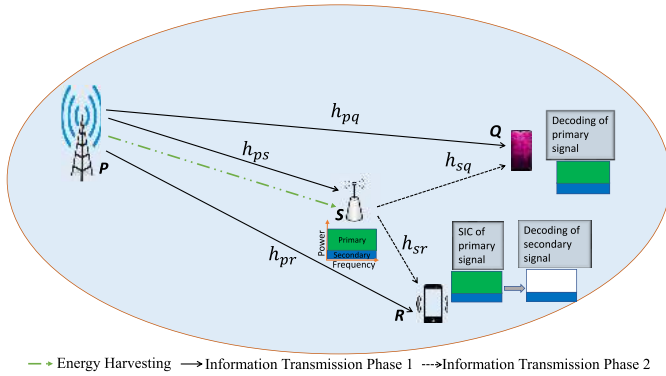 h_pq
Q
Decoding of
primary
signal
h_ps
h_sq
P
S
Power
Primary
Secondary
Frequency
h_sr
h_pr
SIC of
primary
signal
Decoding of
secondary
signal
R
Energy Harvesting
Information Transmission Phase 1
Information Transmission Phase 2